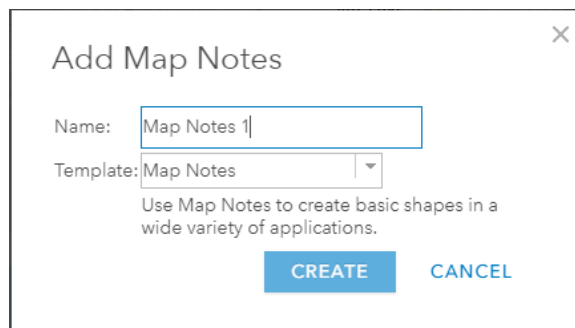 Add Map Notes
Name: Map Notes 1
Template: Map Notes
Use Map Notes to create basic shapes in a
wide variety of applications.
CREATE CANCEL